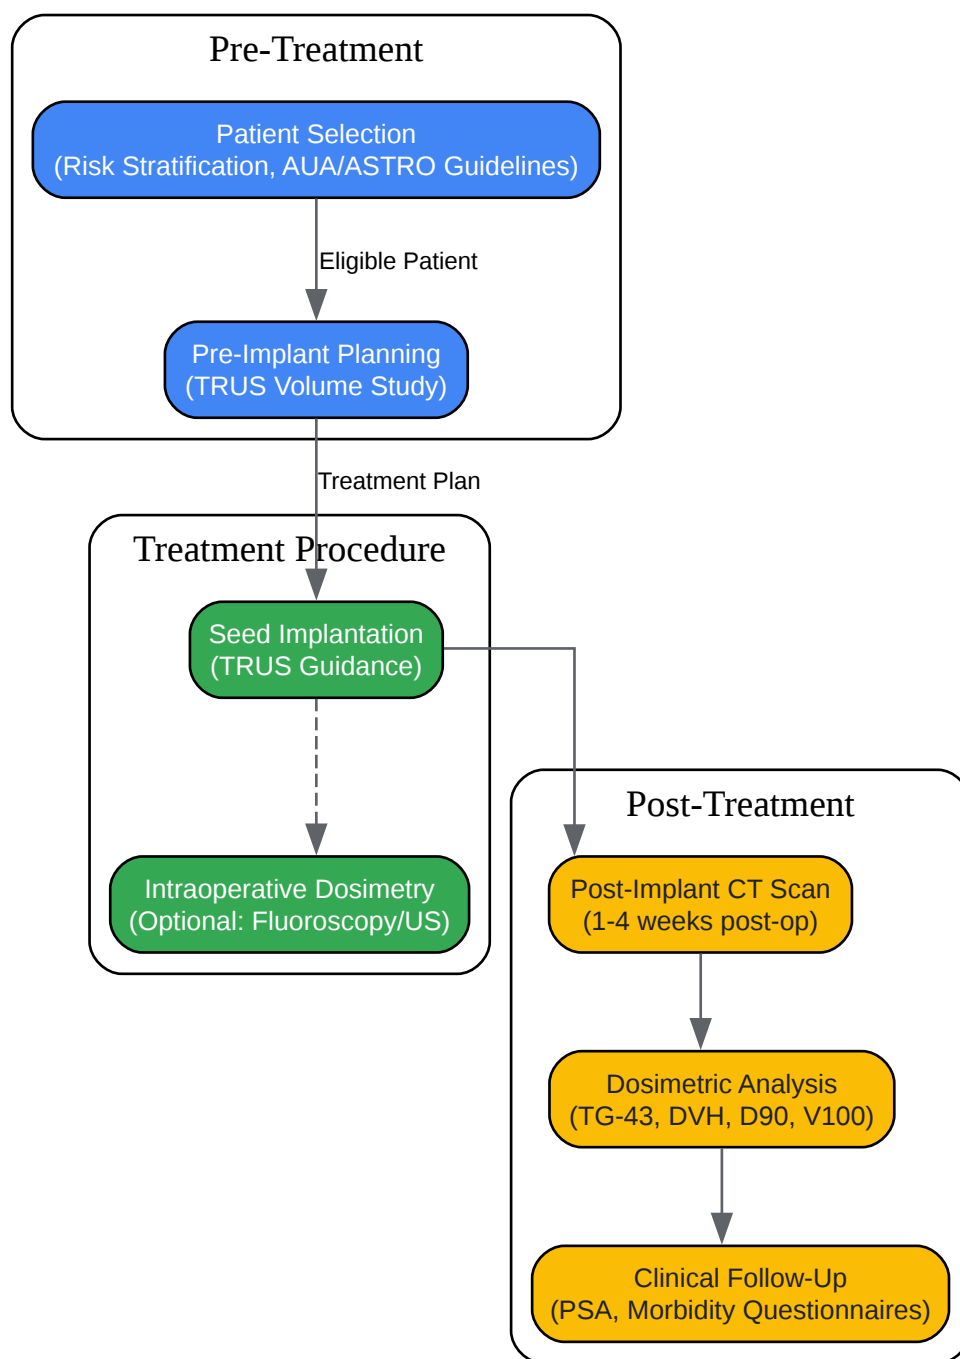 Pre-Treatment
Patient Selection
(Risk Stratification, AUA/ASTRO Guidelines)
Eligible Patient
Pre-Implant Planning
(TRUS Volume Study)
Treatment Plan
Treatment Procedure
Seed Implantation
(TRUS Guidance)
Intraoperative Dosimetry
(Optional: Fluoroscopy/US)
Post-Treatment
Post-Implant CT Scan
(1-4 weeks post-op)
Dosimetric Analysis
(TG-43, DVH, D90, V100)
Clinical Follow-Up
(PSA, Morbidity Questionnaires)